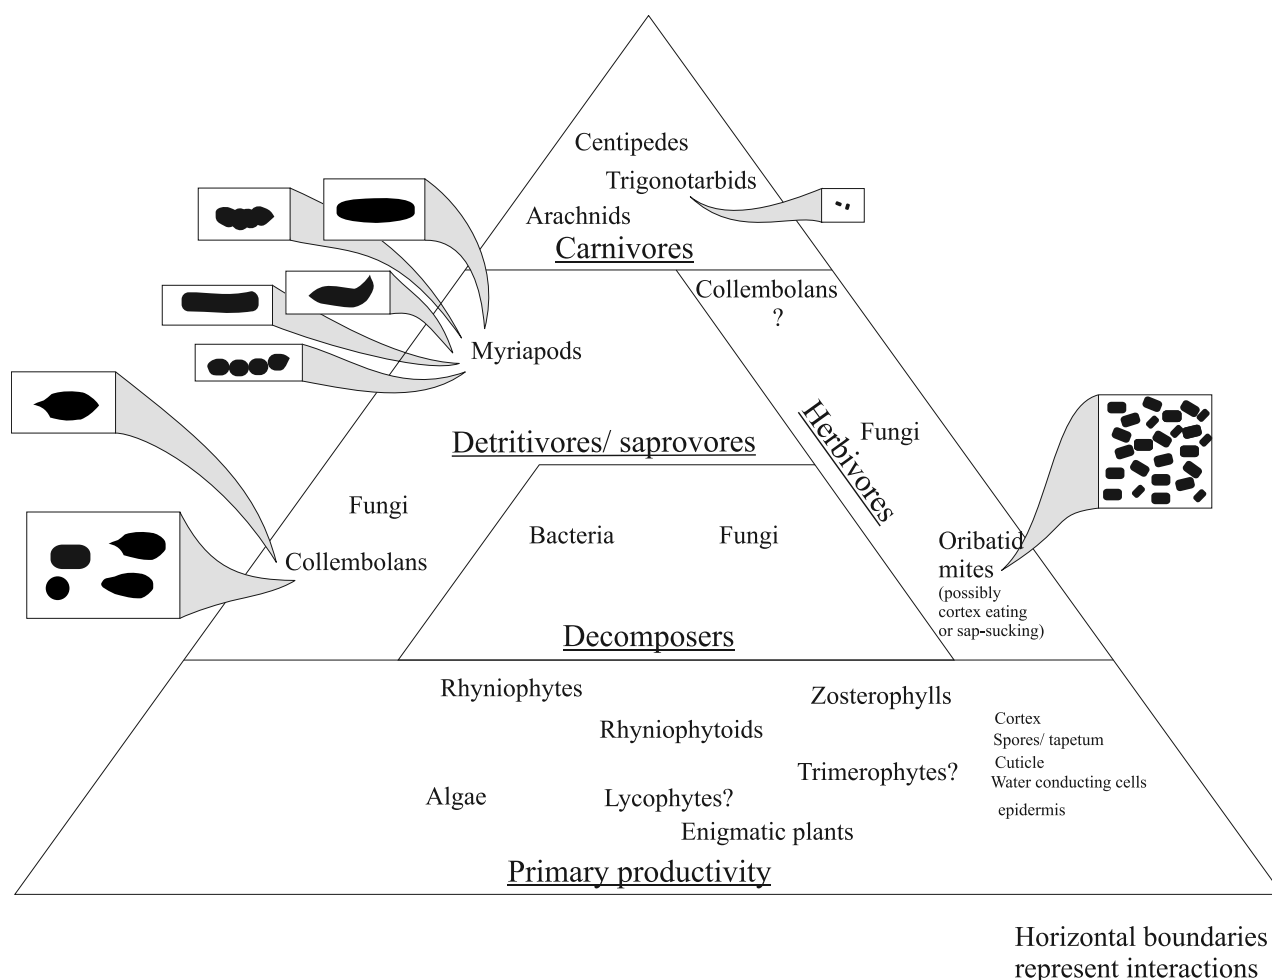 Centipedes
Trigonotarbids
Arachnids
Carnivores
Collembolans
?
Myriapods
Herbivores
Fungi
Detritivores/ saprovores
Fungi
Bacteria
Fungi
Collembolans
Oribatid
mites
(possibly
cortex eating
or sap-sucking)
Decomposers
Rhyniophytes
Zosterophylls
Rhyniophytoids
Cortex
Spores/ tapetum
Cuticle
Water conducting cells
epidermis
Trimerophytes?
Algae
Lycophytes?
Enigmatic plants
Primary productivity
Horizontal boundaries
represent interactions